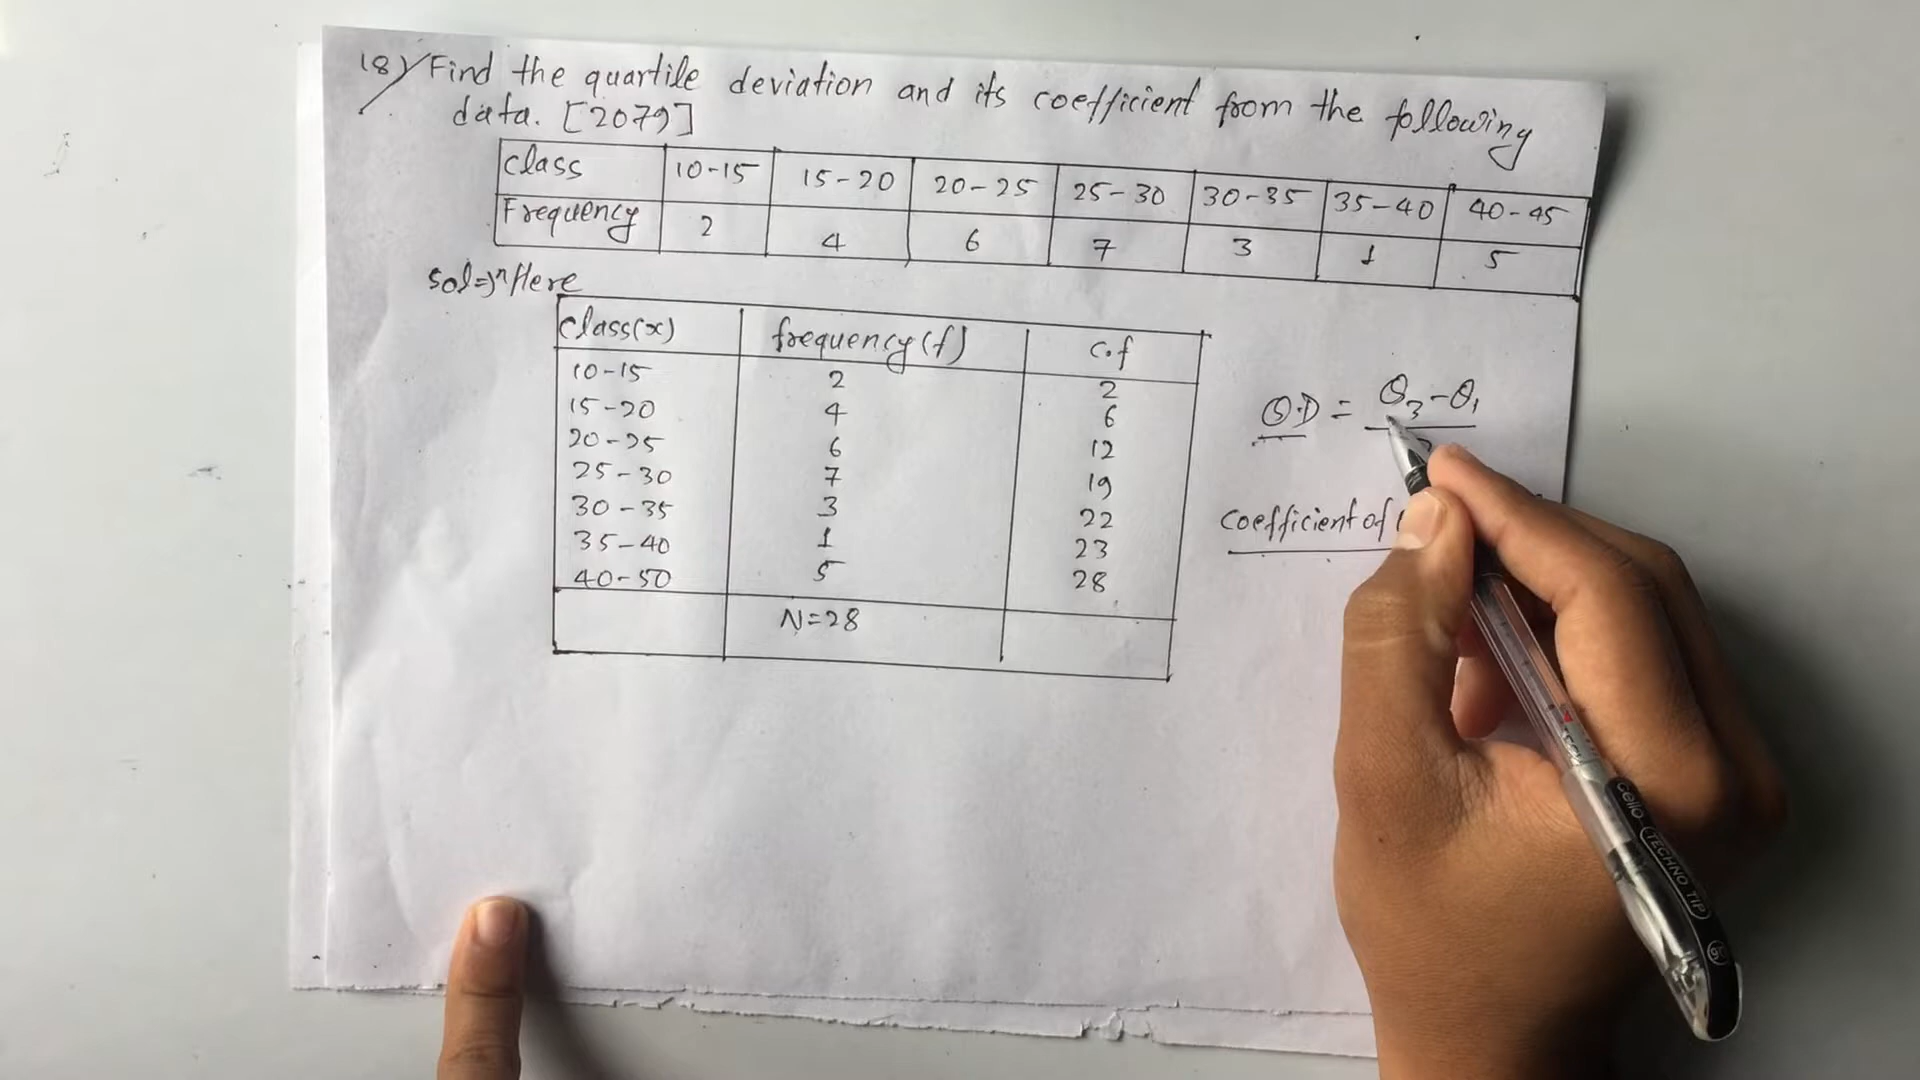 18) Find the quartile deviation and its coefficient from the following
data. [2079]
class 10-15 15-20 20-25 25-30 30-35 35-40 40-45
Frequency 2 4 6 7 3 1 5
sol=)n Here
class(x) frequency(f) c.f
10-15 2 2
15-20 4 6
20-25 6 12
25-30 7 19
30-35 3 22
35-40 1 23
40-50 5 28
N=28
Q.D = Q3-Q1
coefficient of
cello
TECHNO TIP